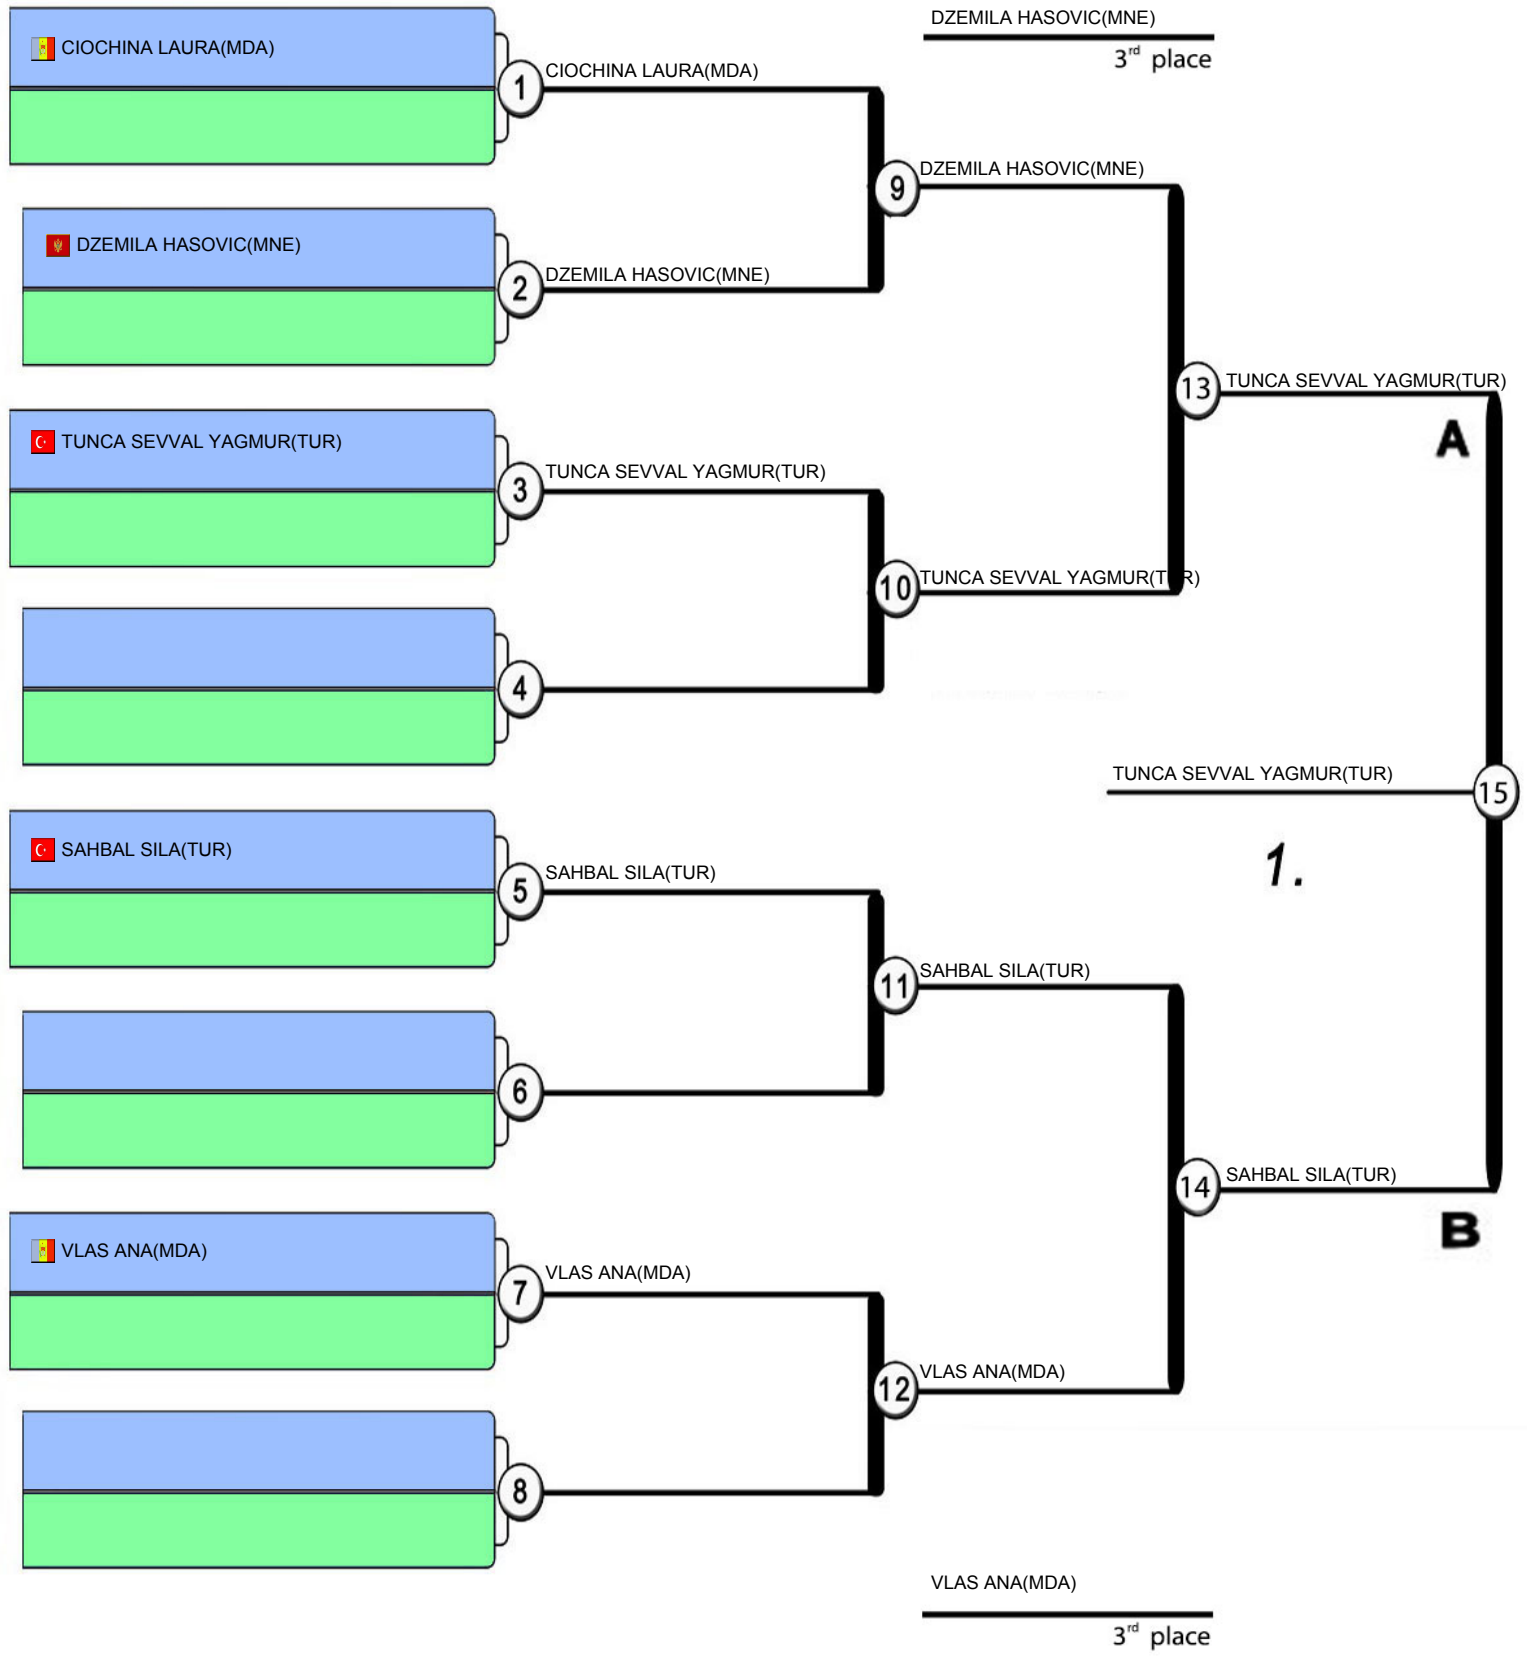 DZEMILA HASOVIC(MNE)
3rd place
CIOCHINA LAURA(MDA)
1
CIOCHINA LAURA(MDA)
9
DZEMILA HASOVIC(MNE)
DZEMILA HASOVIC(MNE)
2
DZEMILA HASOVIC(MNE)
13
TUNCA SEVVAL YAGMUR(TUR)
A
TUNCA SEVVAL YAGMUR(TUR)
3
TUNCA SEVVAL YAGMUR(TUR)
10
TUNCA SEVVAL YAGMUR(TUR)
4
TUNCA SEVVAL YAGMUR(TUR)
15
1.
SAHBAL SILA(TUR)
5
SAHBAL SILA(TUR)
11
SAHBAL SILA(TUR)
6
14
SAHBAL SILA(TUR)
B
VLAS ANA(MDA)
7
VLAS ANA(MDA)
12
VLAS ANA(MDA)
8
VLAS ANA(MDA)
3rd place